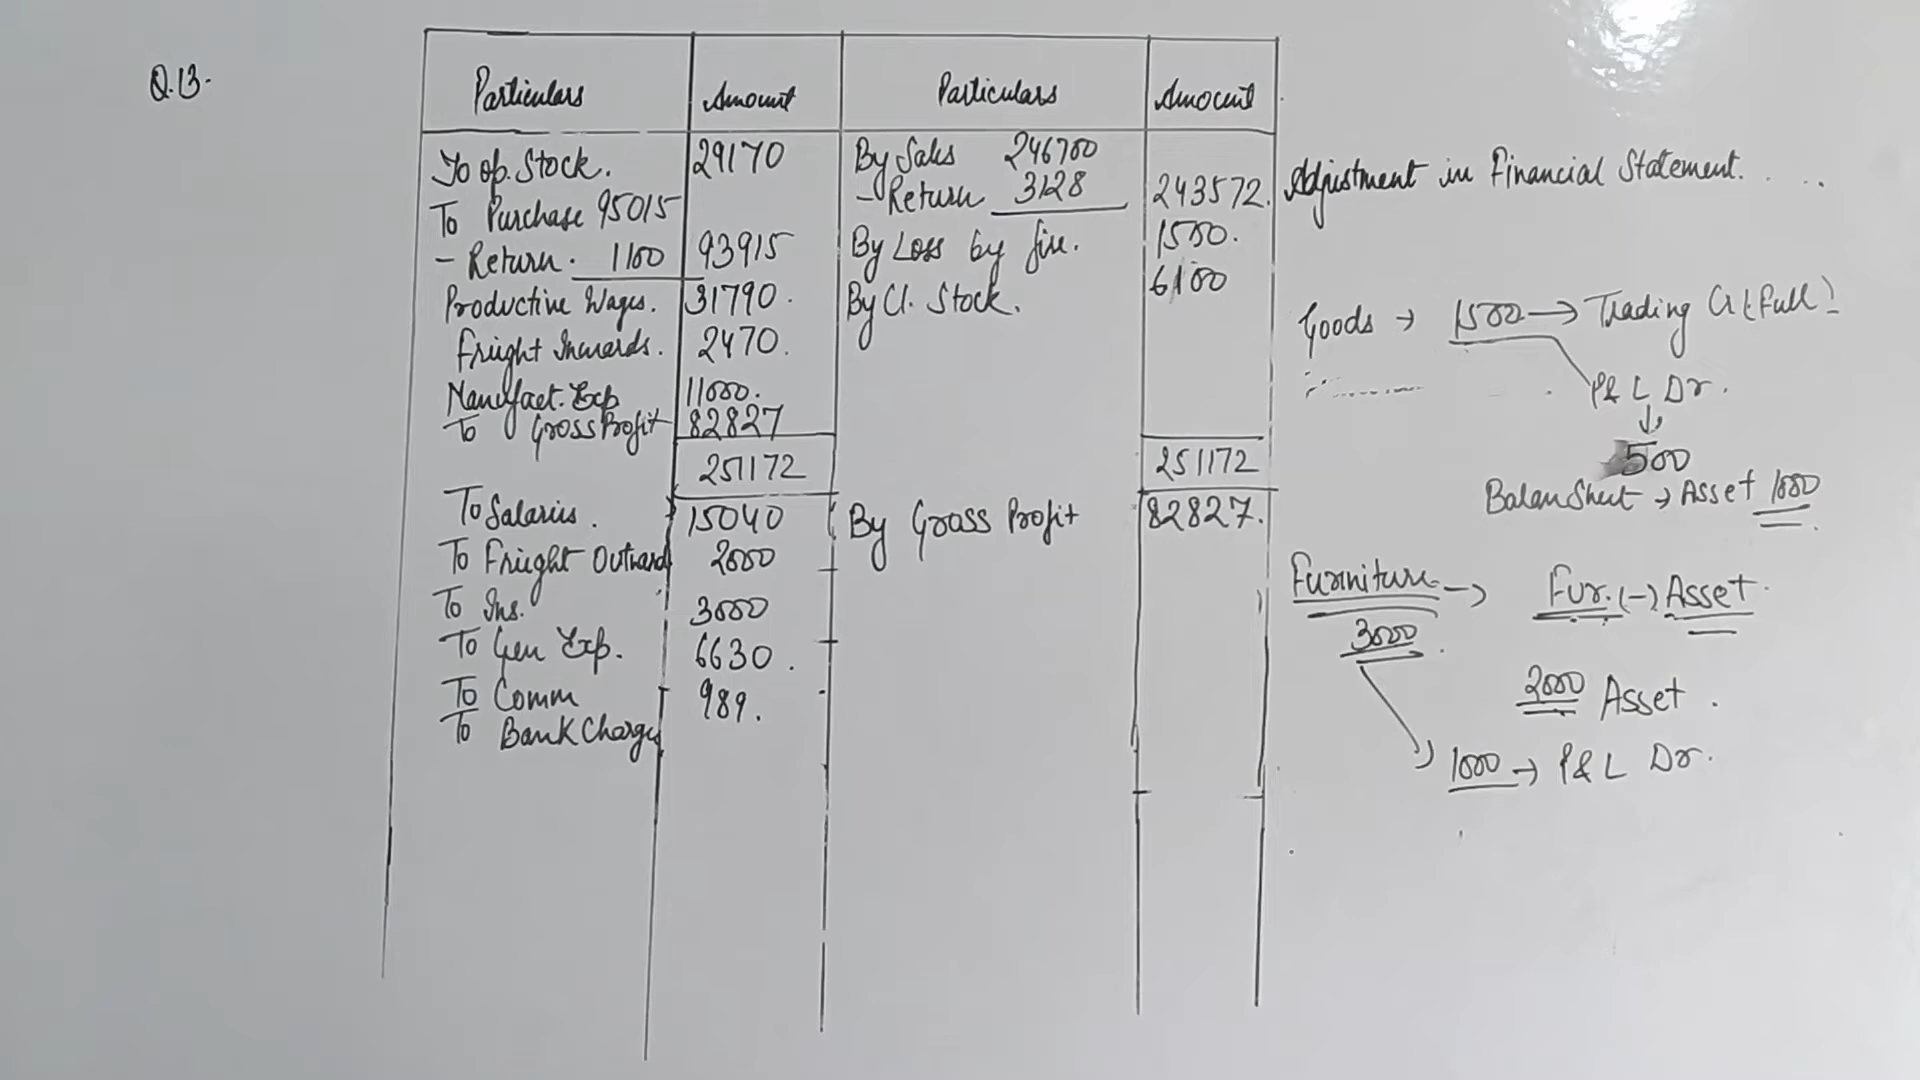 Q.13.
Particulars Amount Particulars Amount
To op. Stock. 29170 By Sales 246700
- Return 3128 243572.
To Purchase 95015
- Return. 1100 93915 By Loss by fire. 1500.
Productive Wages. 31790. By Cl. Stock. 6100
Frieght Inwards. 2470.
Manufact. Exp 11000.
To Gross Profit 82827
251172 251172
To Salaries. 15040 By Gross Profit 82827.
To Frieght Outward 2000
To Ins. 3000
To Gen Exp. 6630.
To Comm 989.
To Bank Charges
Adjustment in Financial Statement. . ...
Goods → 1500 → Trading Cr (Full)
P & L Dr.
500
Balan Sheet → Asset 1000
Furniture → Fur. (-) Asset.
3000
2000 Asset.
1000 → P & L Dr.